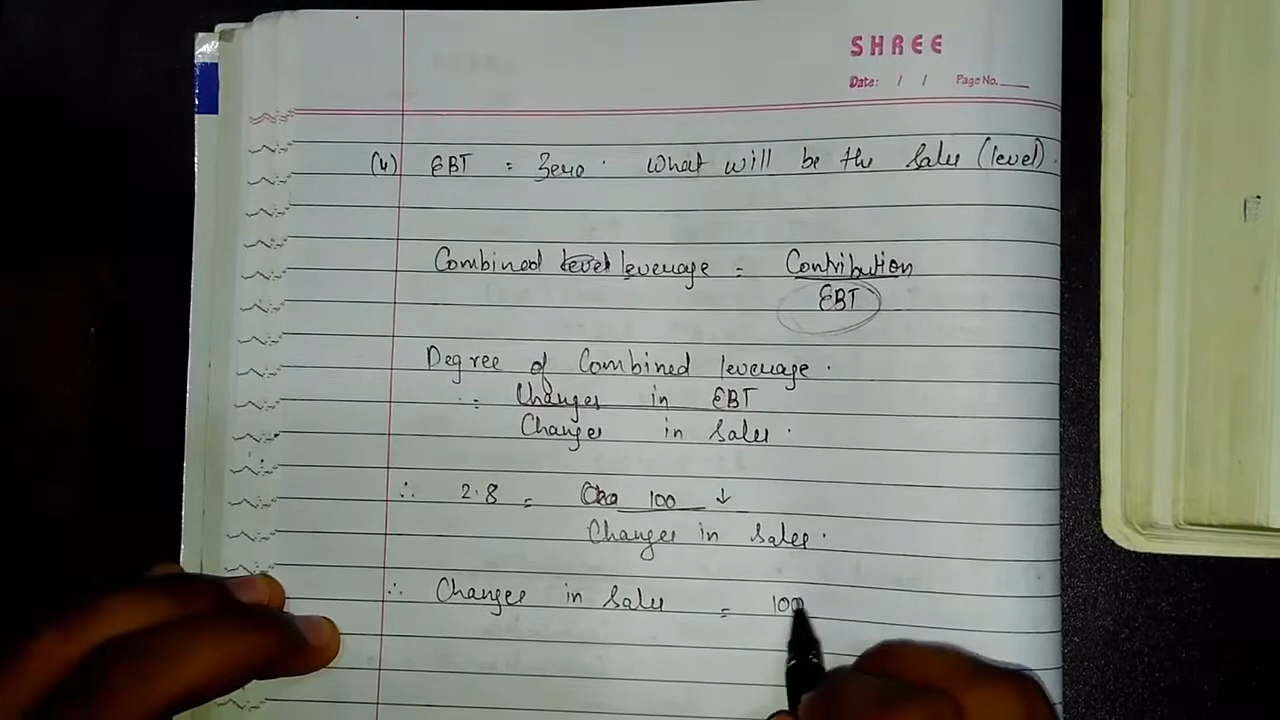 SHREE
Date: / / Page No.____
(4) EBT = Zero. What will be the Sales (level).
Combined level leverage = Contribution
EBT
Degree of Combined leverage.
= Changes in EBT
Changes in Sales.
∴ 2.8 = 100 ↓
Changes in Sales.
∴ Changes in Sales = 100